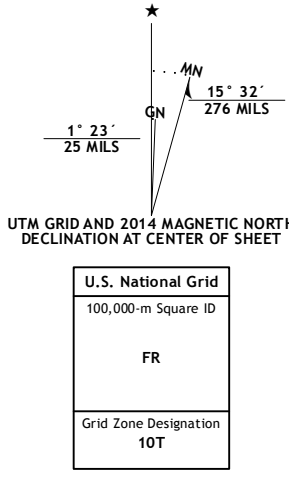 MN
15° 32´
276 MILS
GN
1° 23´
25 MILS
UTM GRID AND 2014 MAGNETIC NORTH
DECLINATION AT CENTER OF SHEET
U.S. National Grid
100,000-m Square ID
FR
Grid Zone Designation
10T